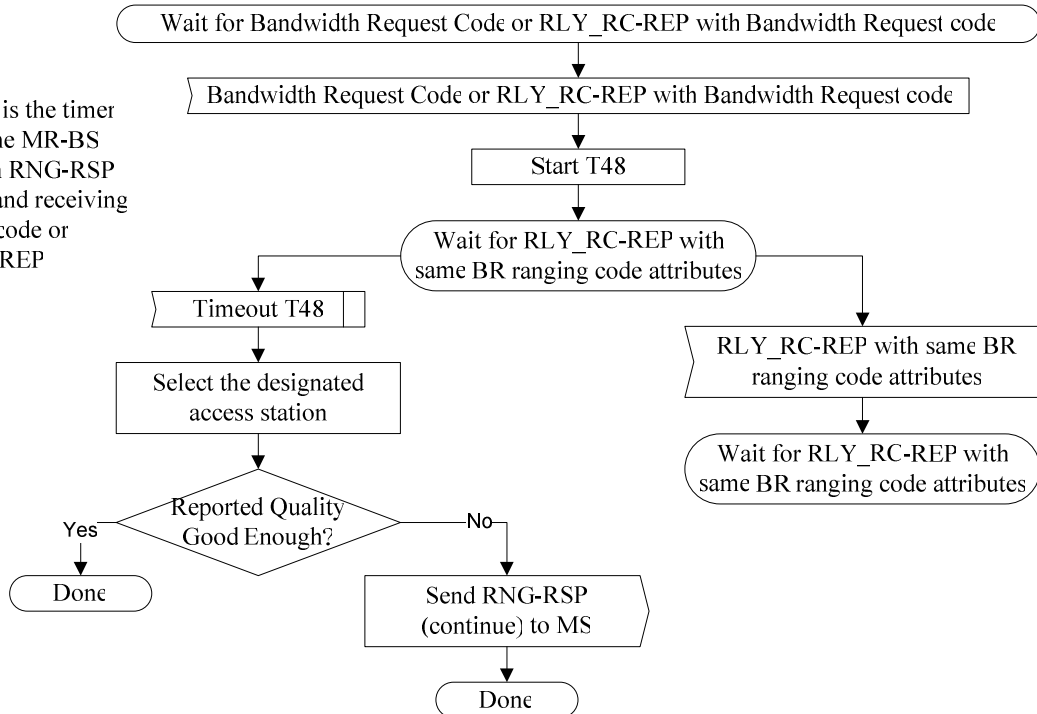 Wait for Bandwidth Request Code or RLY_RC-REP with Bandwidth Request code
Bandwidth Request Code or RLY_RC-REP with Bandwidth Request code
is the timer
MR-BS
RNG-RSP
and receiving
code or
REP
Start T48
Wait for RLY_RC-REP with
same BR ranging code attributes
Timeout T48
RLY_RC-REP with same BR
ranging code attributes
Select the designated
access station
Wait for RLY_RC-REP with
same BR ranging code attributes
Reported Quality
Good Enough?
Yes
No
Done
Send RNG-RSP
(continue) to MS
Done